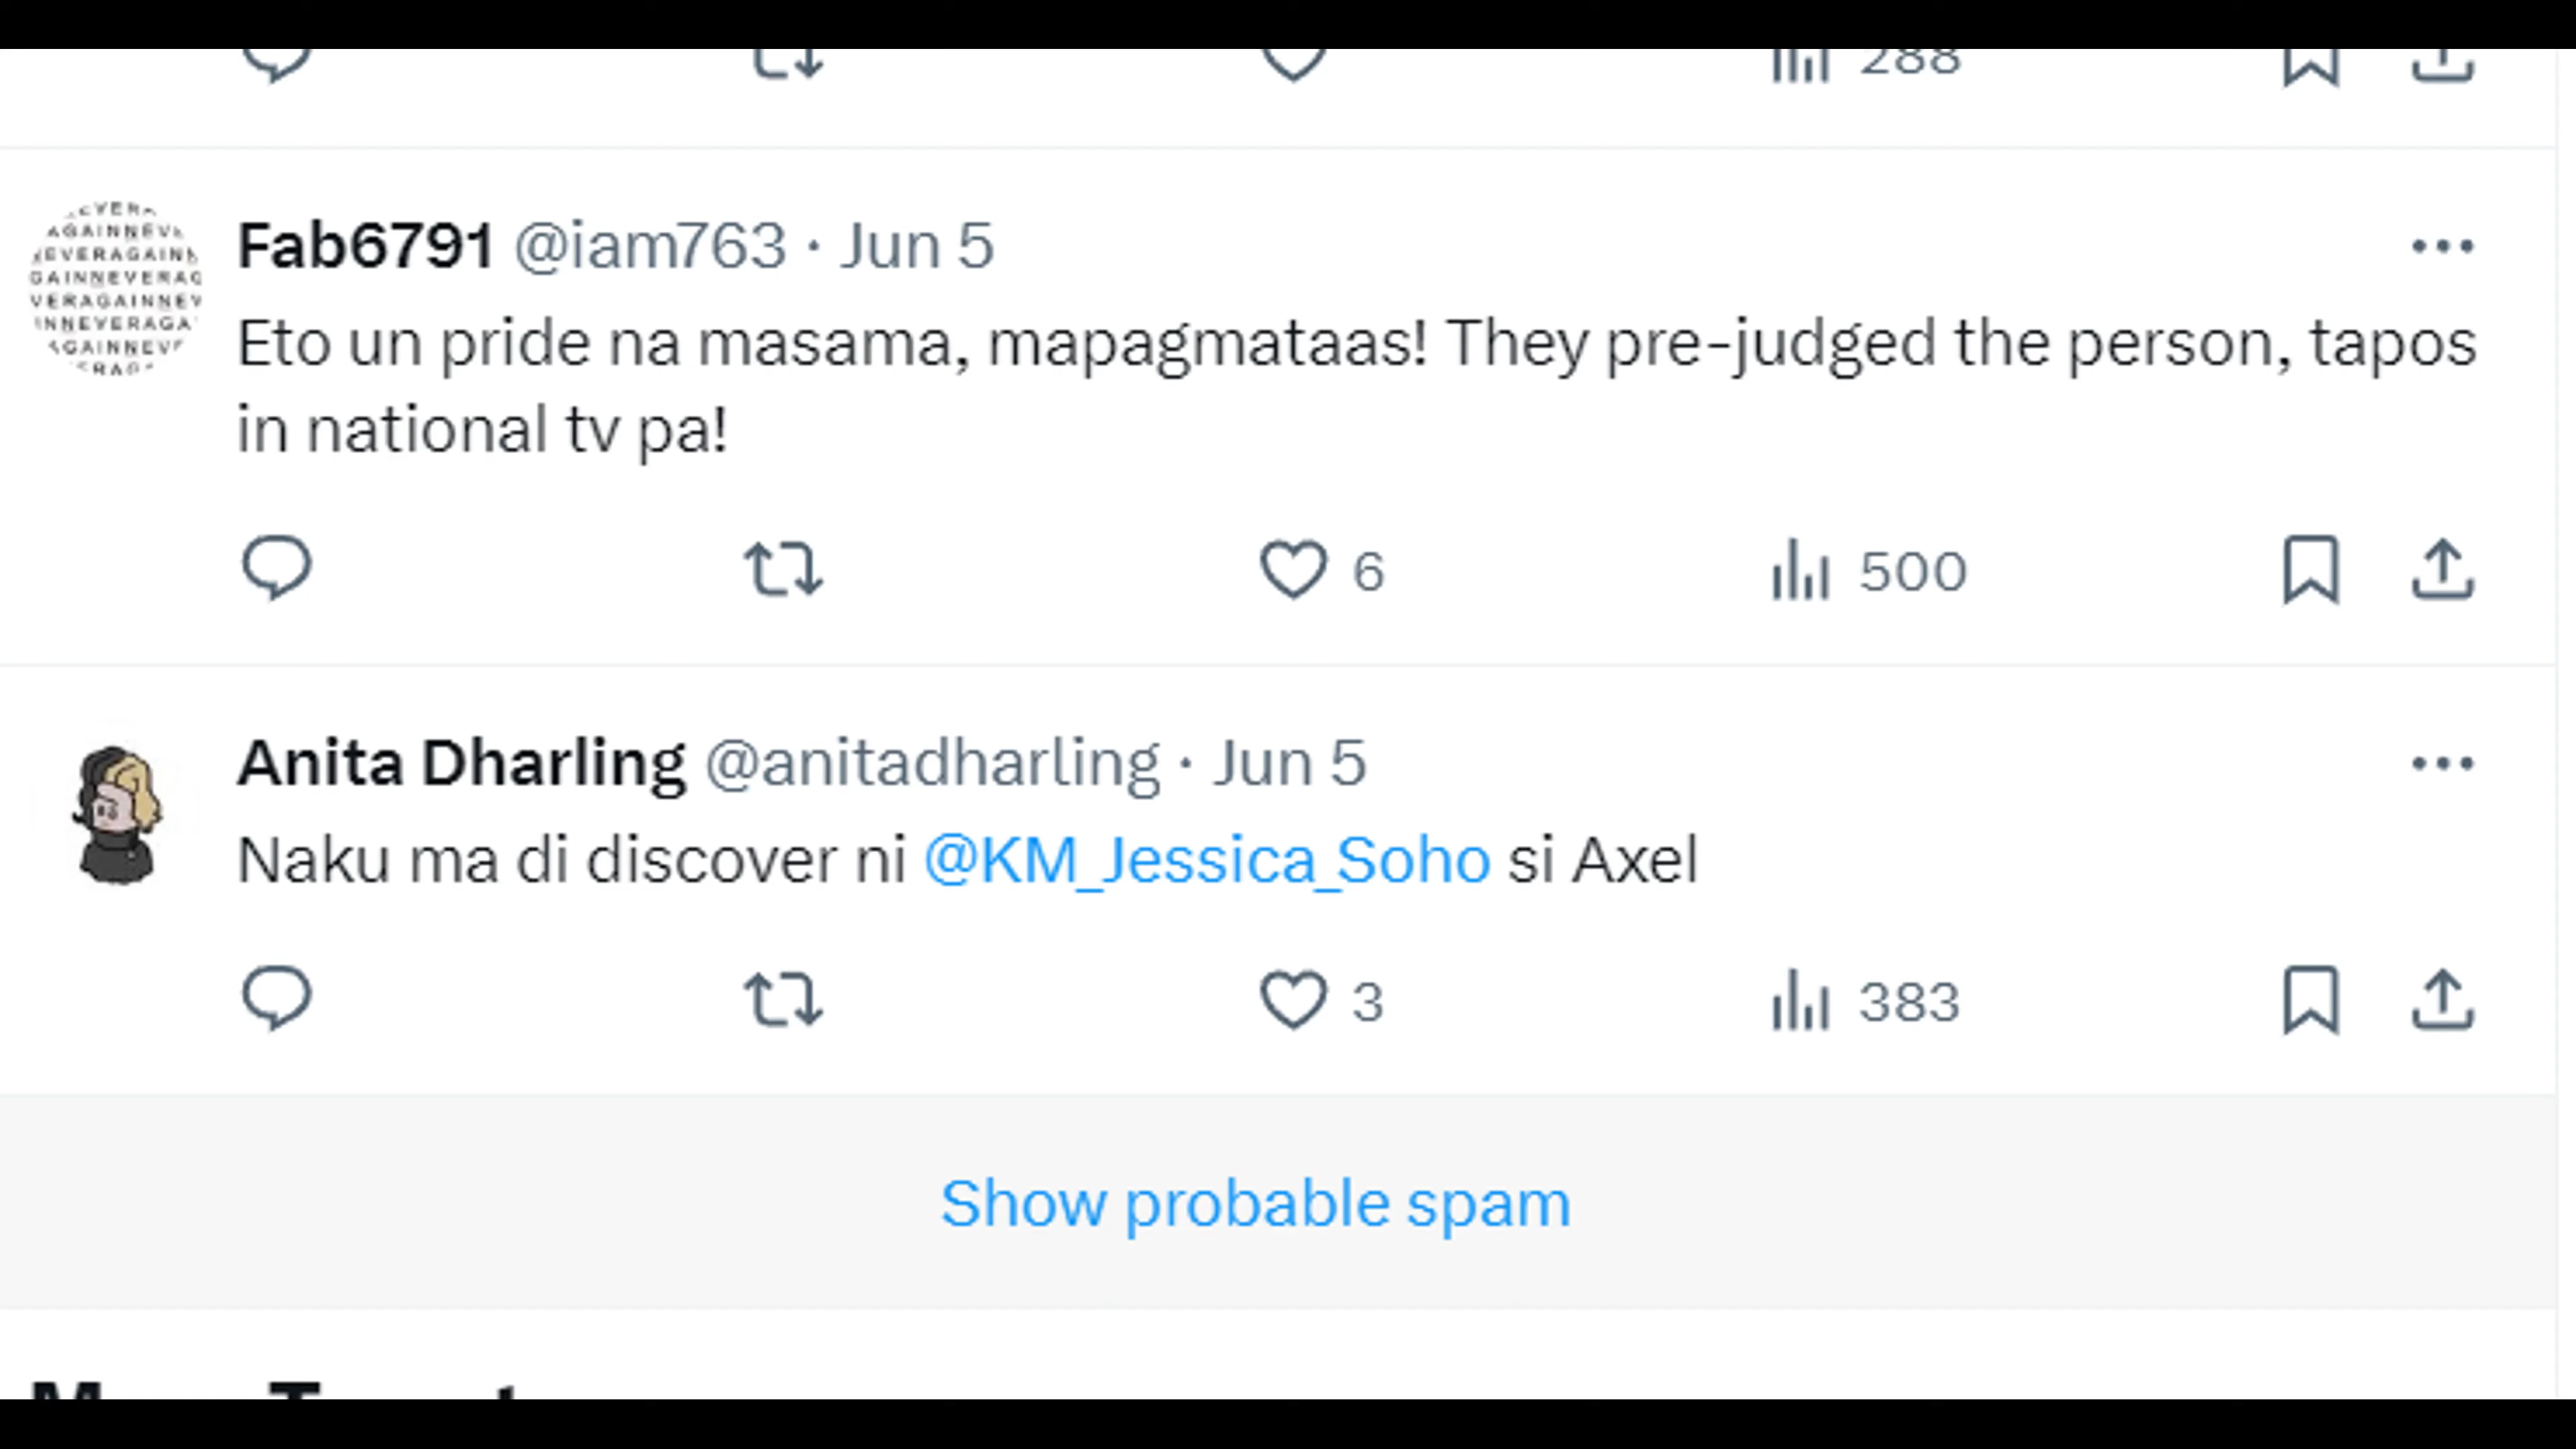 288
Fab6791 @iam763 · Jun 5
Eto un pride na masama, mapagmataas! They pre-judged the person, tapos
in national tv pa!
6 500
Anita Dharling @anitadharling · Jun 5
Naku ma di discover ni @KM_Jessica_Soho si Axel
3 383
Show probable spam